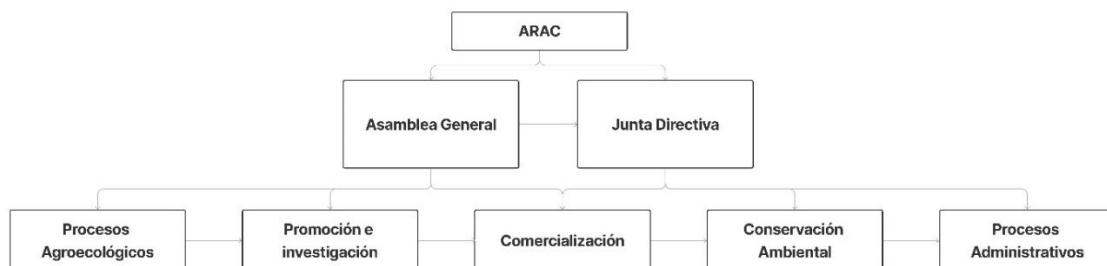 ARAC
Asamblea General
Junta Directiva
Procesos
Agroecológicos
Promoción e
investigación
Comercialización
Conservación
Ambiental
Procesos
Administrativos